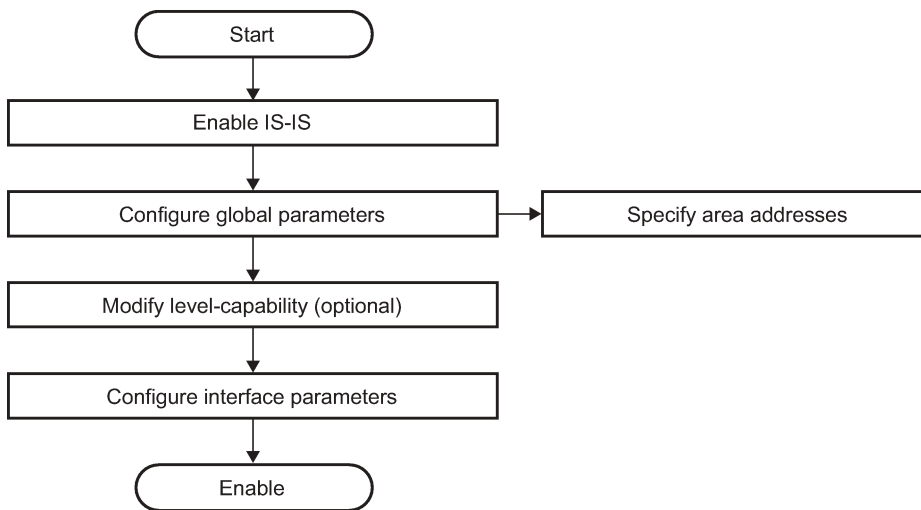 Start
Enable IS-IS
Configure global parameters
Specify area addresses
Modify level-capability (optional)
Configure interface parameters
Enable